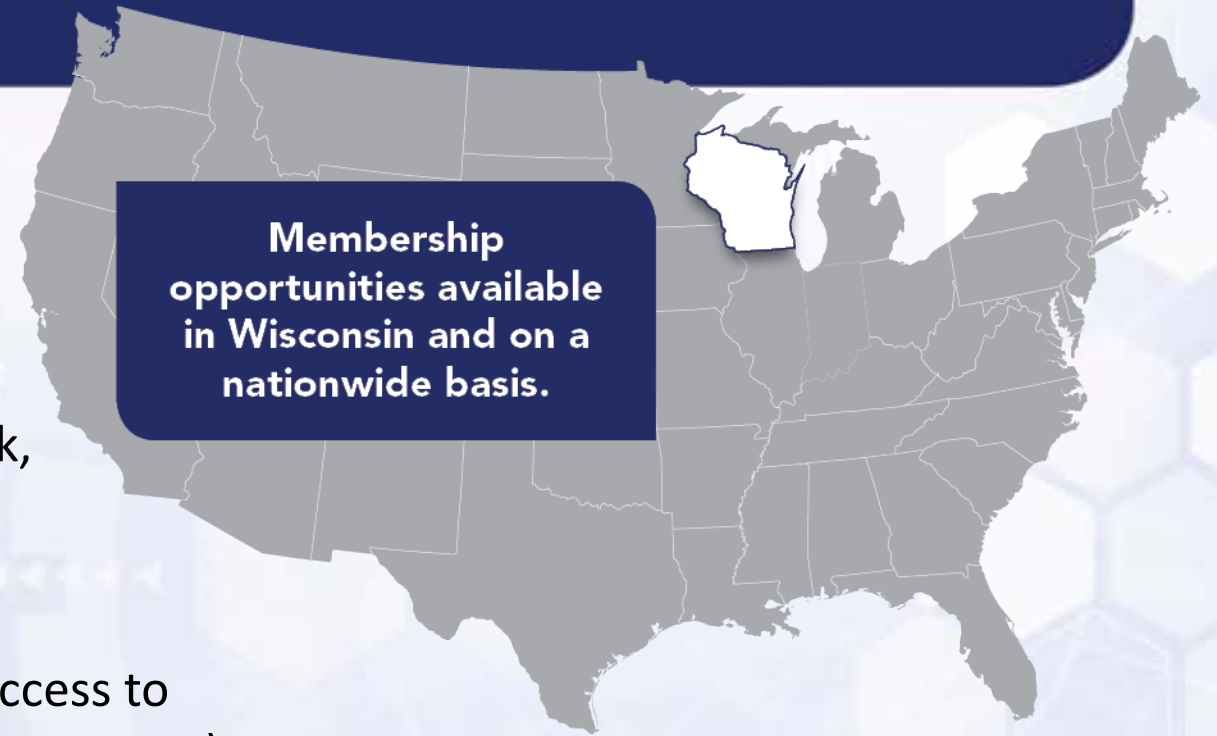 Membership
opportunities available
in Wisconsin and on a
nationwide basis.
k,
ccess to
)